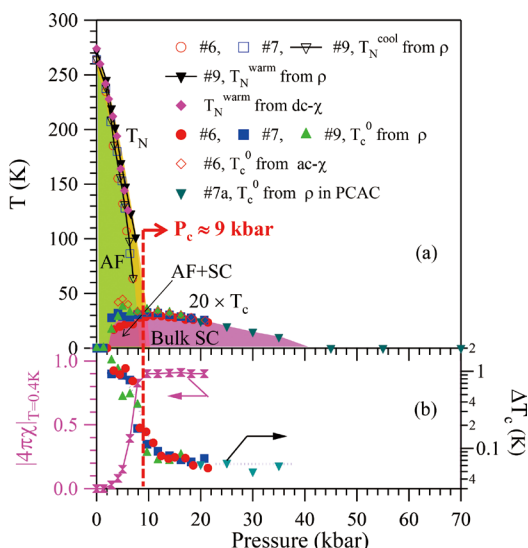 300
250
200
150
100
50
0
T (K)
#6, #7, #9, T_N^cool from ρ
#9, T_N^warm from ρ
T_N^warm from dc-χ
#6, #7, #9, T_c^0 from ρ
#6, T_c^0 from ac-χ
#7a, T_c^0 from ρ in PCAC
T_N
P_c ≈ 9 kbar
(a)
AF
AF+SC
20 × T_c
Bulk SC
0.9
0.5
0.0
|4πχ|_T=0.4K
(b)
2
1
6
4
2
0.1
6
4
ΔT_c
0 10 20 30 40 50 60 70
Pressure (kbar)